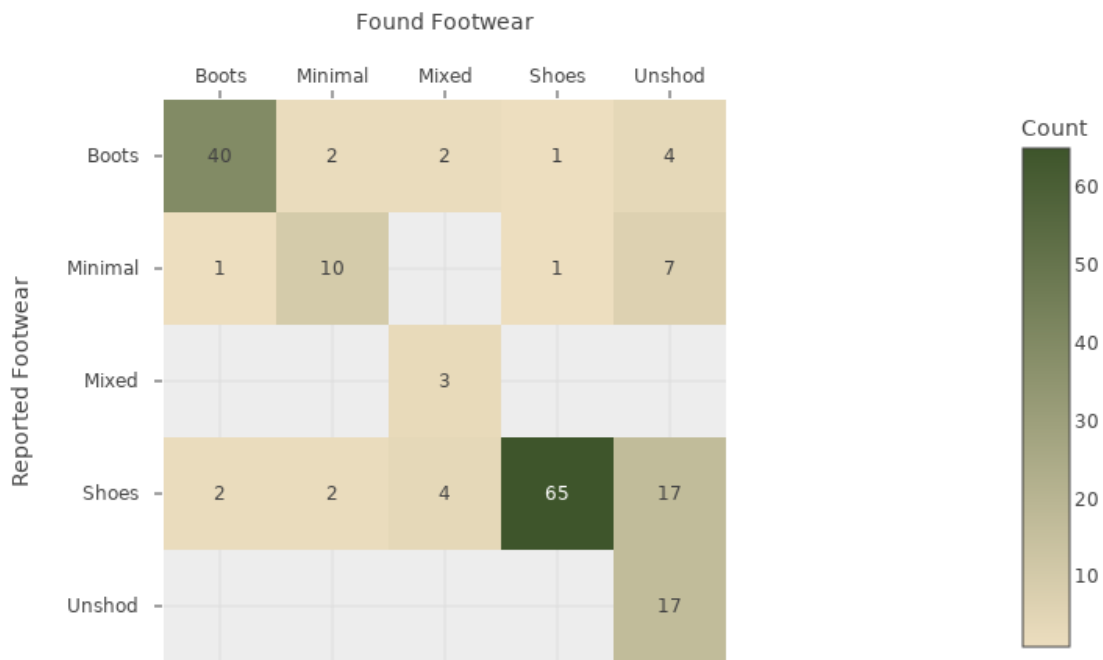 Found Footwear
Boots Minimal Mixed Shoes Unshod
Count
Reported Footwear
Boots 40 2 2 1 4
Minimal 1 10 1 7
Mixed 3
Shoes 2 2 4 65 17
Unshod 17
60
50
40
30
20
10